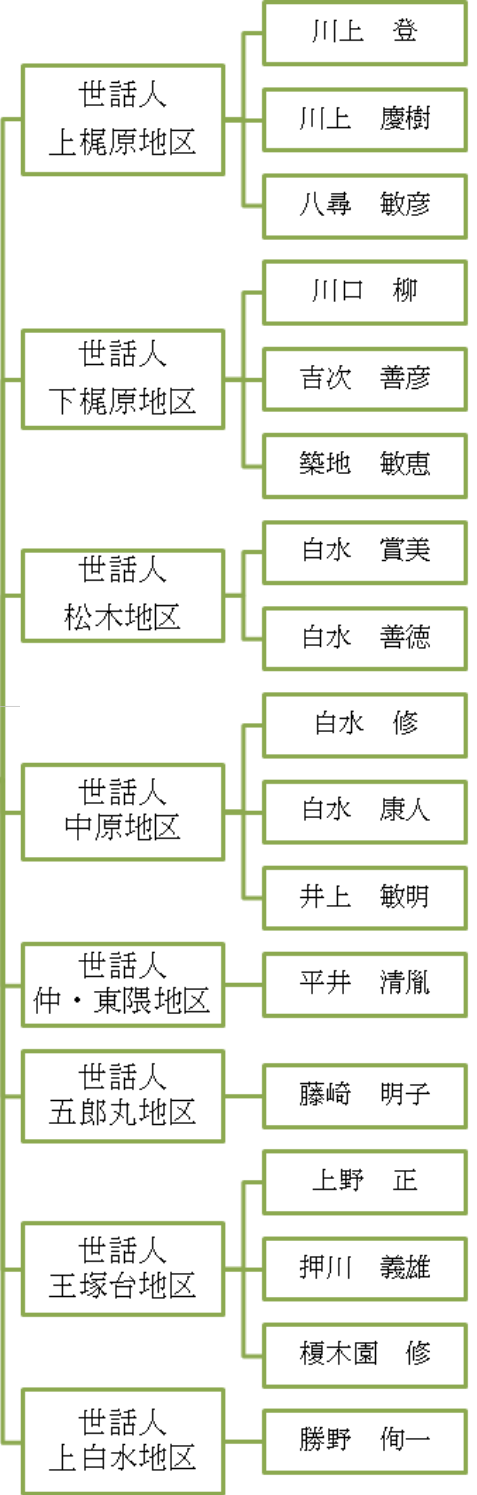 世話人
上梶原地区
川上　登
川上　慶樹
八尋　敏彦
世話人
下梶原地区
川口　柳
吉次　善彦
築地　敏恵
世話人
松木地区
白水　賞美
白水　善徳
世話人
中原地区
白水　修
白水　康人
井上　敏明
世話人
仲・東隈地区
平井　清胤
世話人
五郎丸地区
藤崎　明子
世話人
王塚台地区
上野　正
押川　義雄
榎木園　修
世話人
上白水地区
勝野　恂一